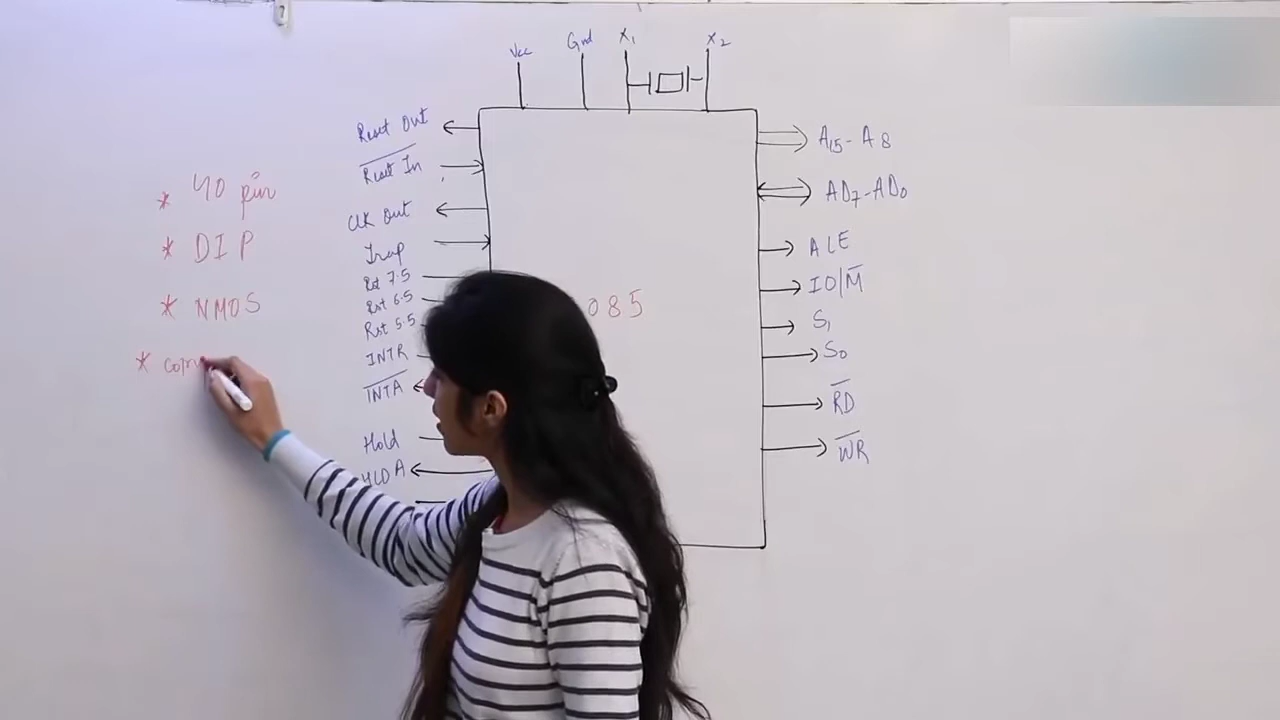 Vcc Gnd X1 X2
Reset Out
Reset In
CLK Out
Trap
Rst 7.5
Rst 6.5
Rst 5.5
INTR
INTA
Hold
HLDA
* 40 pin
* DIP
* NMOS
* com
085
A15-A8
AD7-AD0
ALE
IO/M
S1
S0
RD
WR